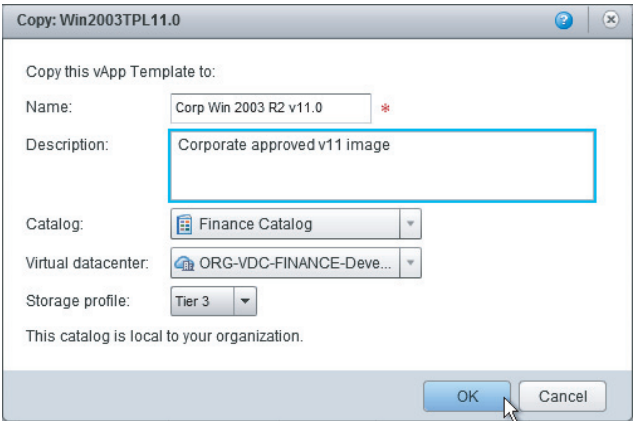 Copy: Win2003TPL11.0
Copy this vApp Template to:
Name: Corp Win 2003 R2 v11.0 *
Description: Corporate approved v11 image
Catalog: Finance Catalog
Virtual datacenter: ORG-VDC-FINANCE-Deve...
Storage profile: Tier 3
This catalog is local to your organization.
OK Cancel